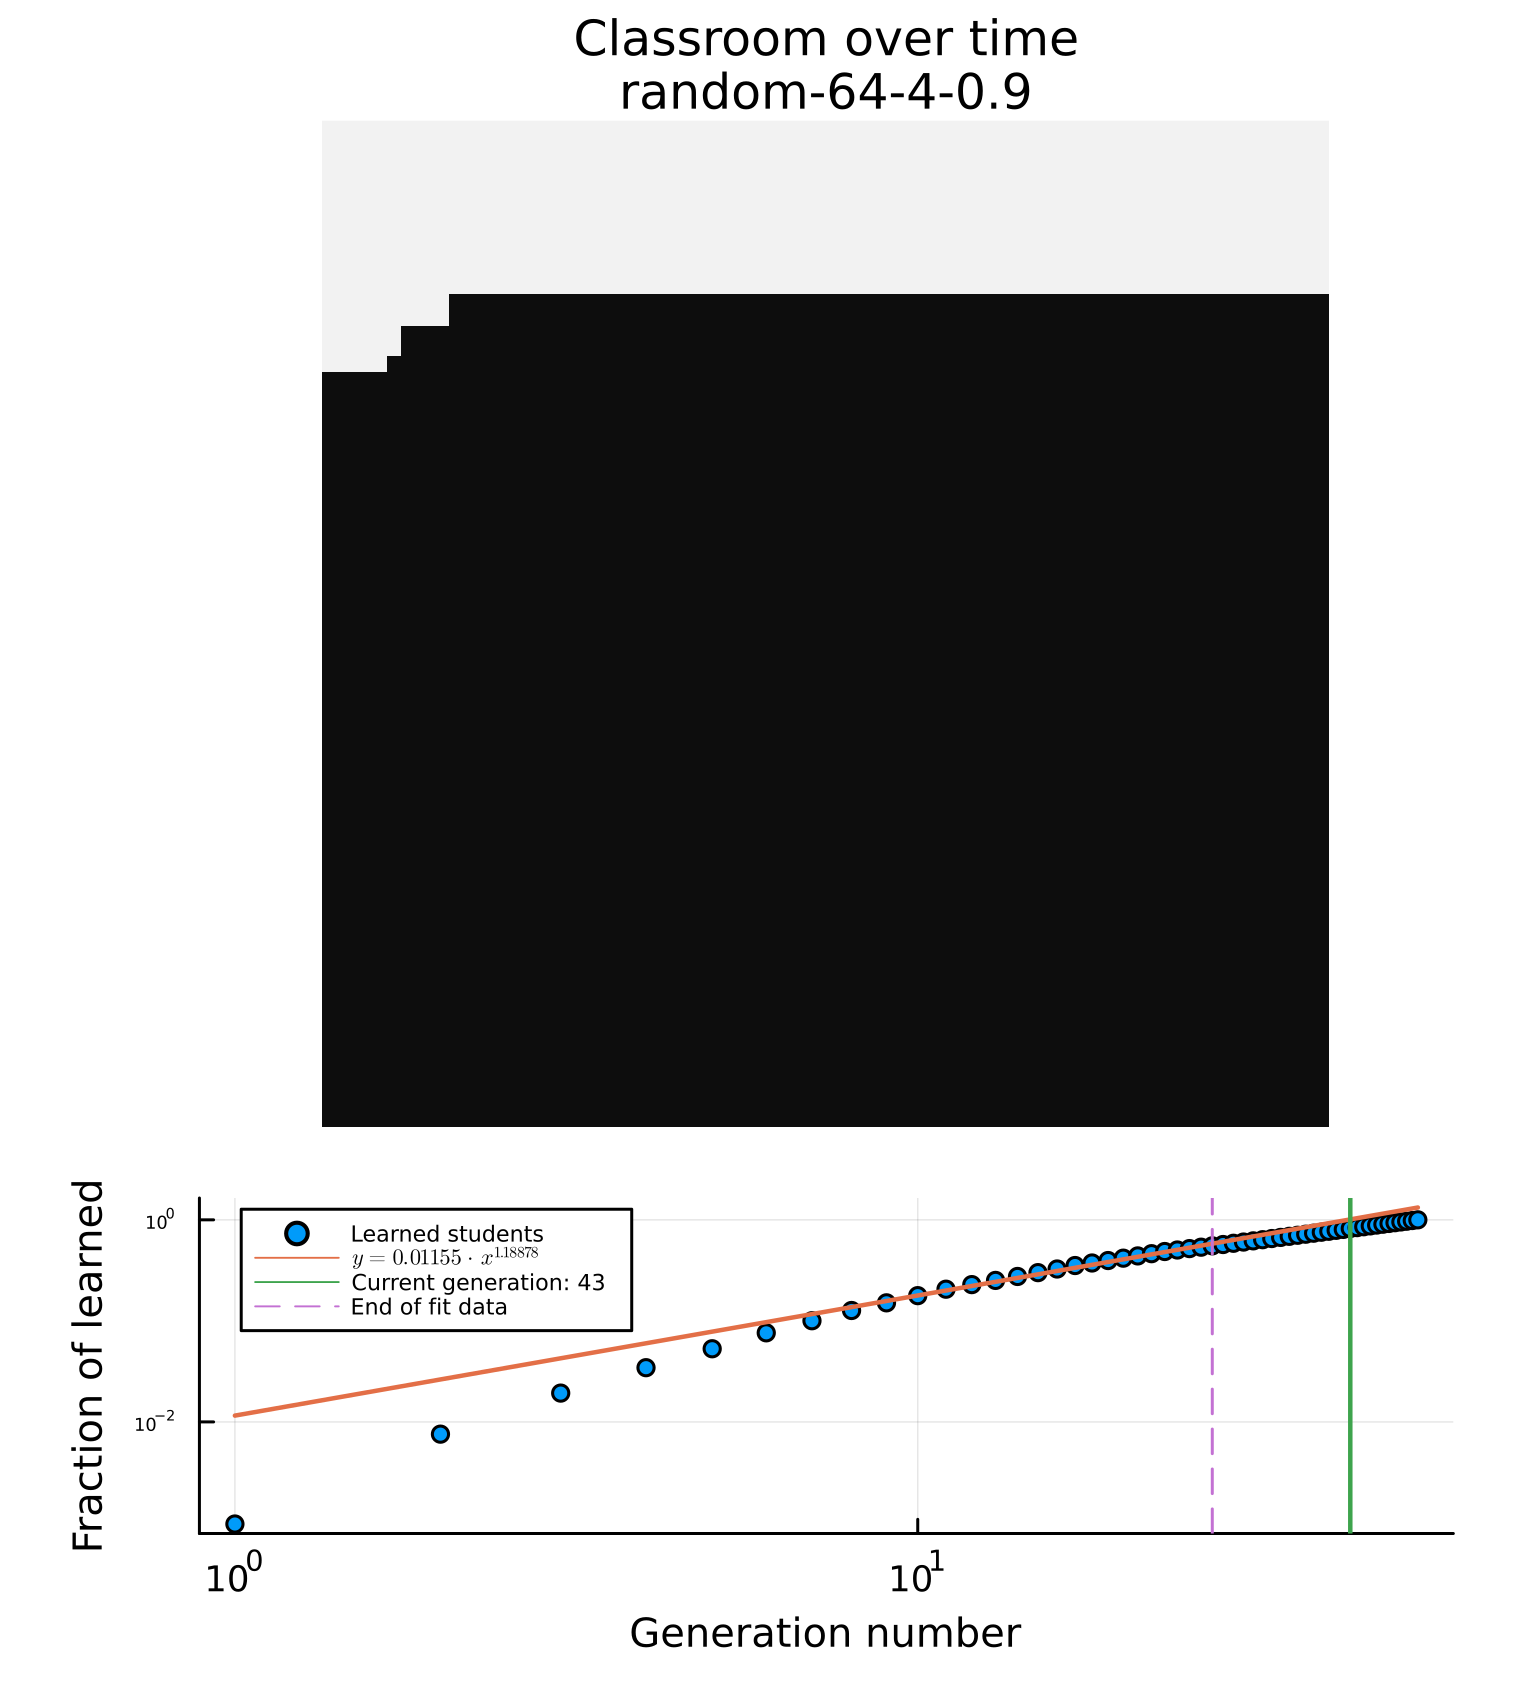 Classroom over time
random-64-4-0.9
Fraction of learned
10^0
10^-2
Learned students
y = 0.01155 · x^1.18878
Current generation: 43
End of fit data
10^0
10^1
Generation number